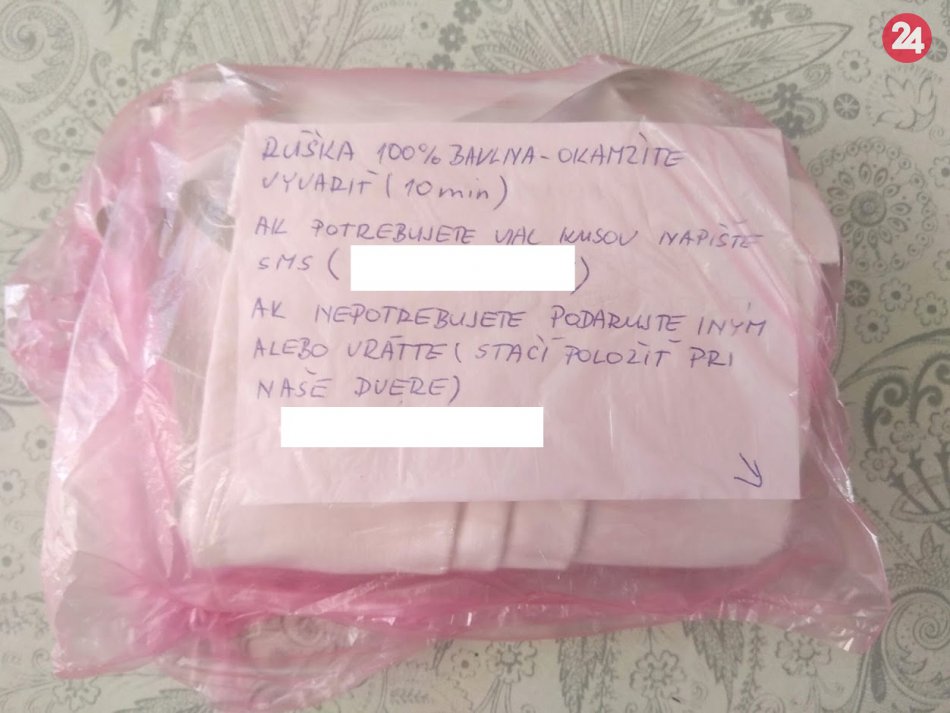 24
RÚŠKA 100% BAVLNA - OKAMŽITE
VYVARIŤ (10 min)
AK POTREBUJETE VIAC KUSOV NAPÍŠTE
SMS ( )
AK NEPOTREBUJETE PODARUJTE INÝM
ALEBO VRÁŤTE ( STAČÍ POLOŽIŤ PRI
NAŠE DVERE)